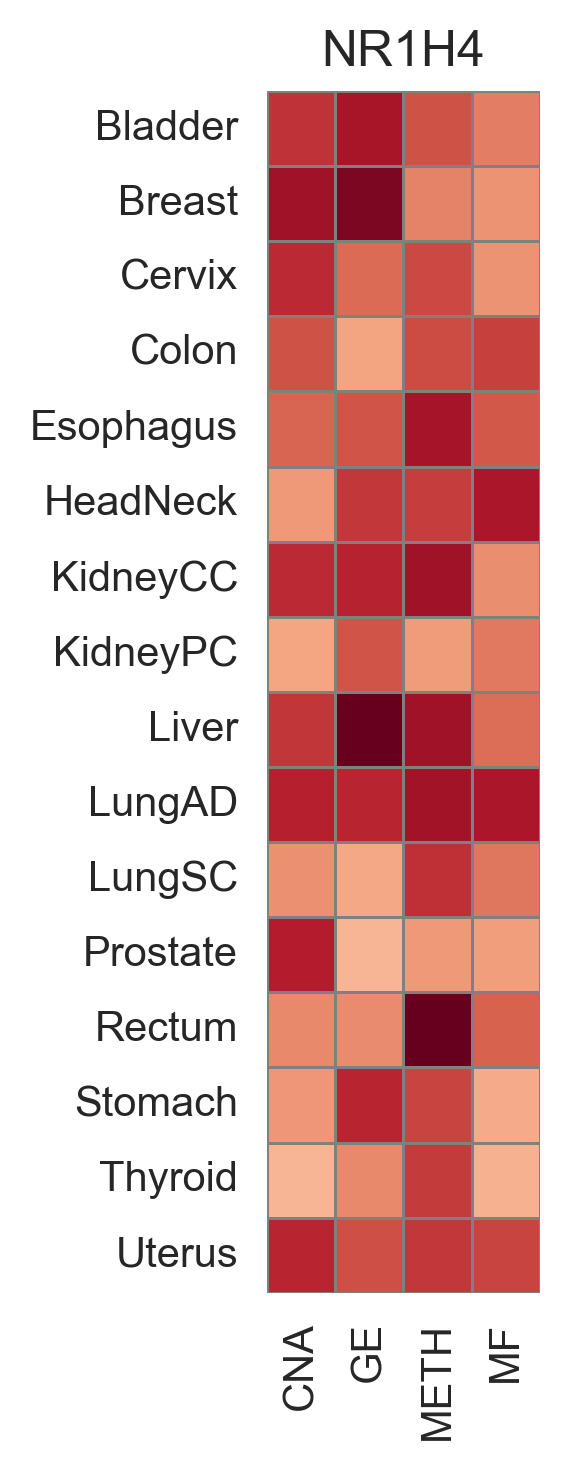 NR1H4
Bladder
Breast
Cervix
Colon
Esophagus
HeadNeck
KidneyCC
KidneyPC
Liver
LungAD
LungSC
Prostate
Rectum
Stomach
Thyroid
Uterus
CNA
GE
METH
MF